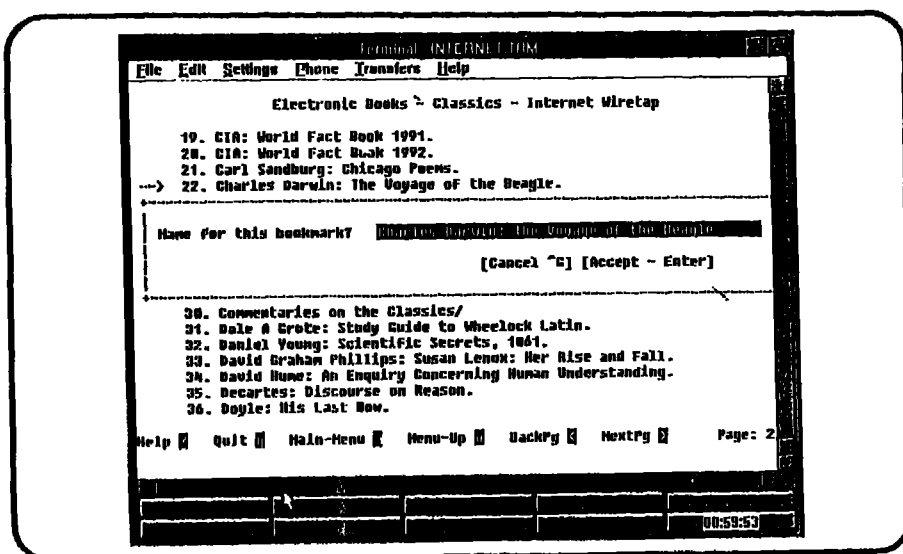 Terminal - INTERNET.TRM
File Edit Settings Phone Transfers Help
Electronic Books - Classics - Internet Wiretap
19. CIA: World Fact Book 1991.
20. CIA: World Fact Book 1992.
21. Carl Sandburg: Chicago Poems.
---> 22. Charles Darwin: The Voyage of the Beagle.
Name for this bookmark? Charles Darwin: The Voyage of the Beagle
[Cancel ^G] [Accept - Enter]
30. Commentaries on the Classics/
31. Dale A Grote: Study Guide to Wheelock Latin.
32. Daniel Young: Scientific Secrets, 1861.
33. David Graham Phillips: Susan Lenox: Her Rise and Fall.
34. David Hume: An Enquiry Concerning Human Understanding.
35. Decartes: Discourse on Reason.
36. Doyle: His Last Bow.
Help Quit Main-Menu Menu-Up BackPg NextPg Page: 2
00:59:53